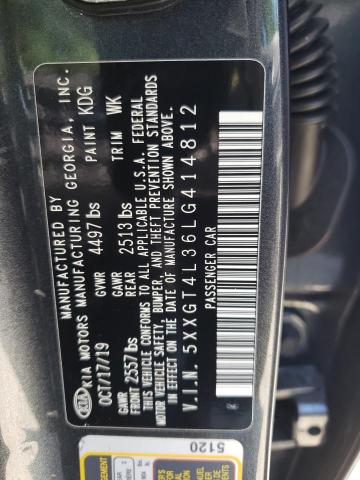 MANUFACTURED BY
KIA KIA MOTORS MANUFACTURING GEORGIA, INC.
OCT/17/19 GVWR 4497 lbs PAINT KDG
GAWR FRONT 2557 lbs GAWR REAR 2513 lbs TRIM WK
THIS VEHICLE CONFORMS TO ALL APPLICABLE U.S.A. FEDERAL
MOTOR VEHICLE SAFETY, BUMPER, AND THEFT PREVENTION STANDARDS
IN EFFECT ON THE DATE OF MANUFACTURE SHOWN ABOVE.
V.I.N. 5XXGT4L36LG414812
PASSENGER CAR
5120